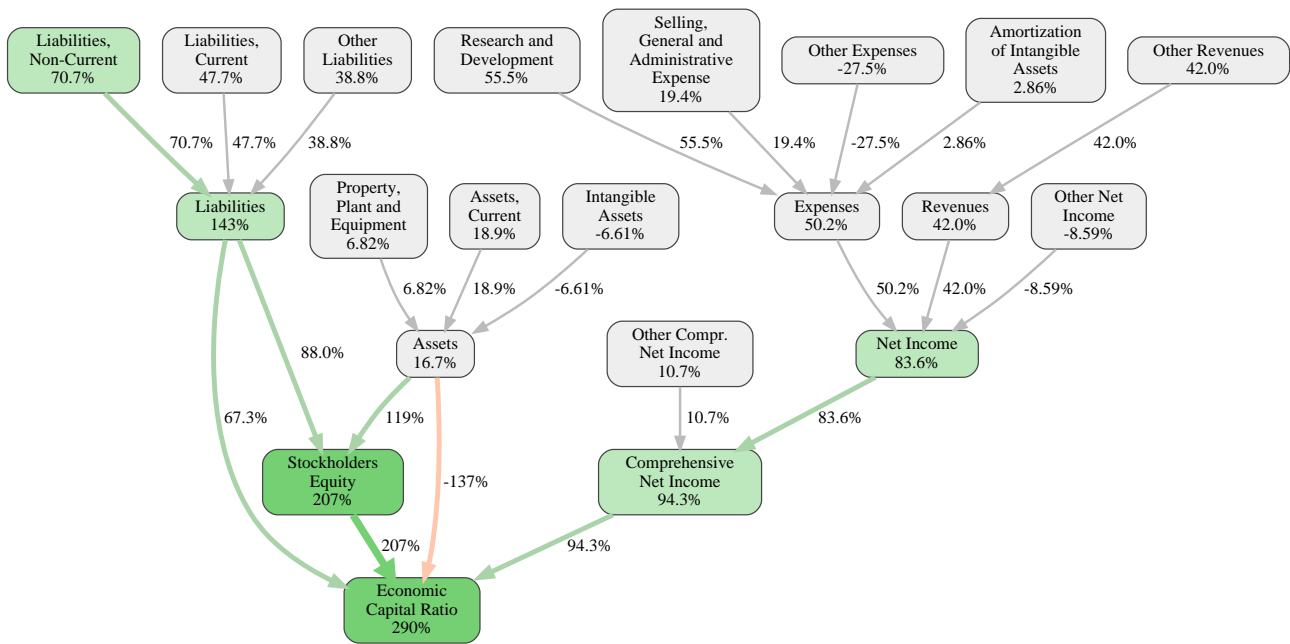 Liabilities,
Non-Current
70.7%
Liabilities,
Current
47.7%
Other
Liabilities
38.8%
Research and
Development
55.5%
Selling,
General and
Administrative
Expense
19.4%
Other Expenses
-27.5%
Amortization
of Intangible
Assets
2.86%
Other Revenues
42.0%
70.7%
47.7%
38.8%
55.5%
19.4%
-27.5%
2.86%
42.0%
Liabilities
143%
Property,
Plant and
Equipment
6.82%
Assets,
Current
18.9%
Intangible
Assets
-6.61%
Expenses
50.2%
Revenues
42.0%
Other Net
Income
-8.59%
6.82%
18.9%
-6.61%
50.2%
42.0%
-8.59%
88.0%
Assets
16.7%
Other Compr.
Net Income
10.7%
Net Income
83.6%
67.3%
119%
10.7%
83.6%
Stockholders
Equity
207%
-137%
Comprehensive
Net Income
94.3%
207%
94.3%
Economic
Capital Ratio
290%